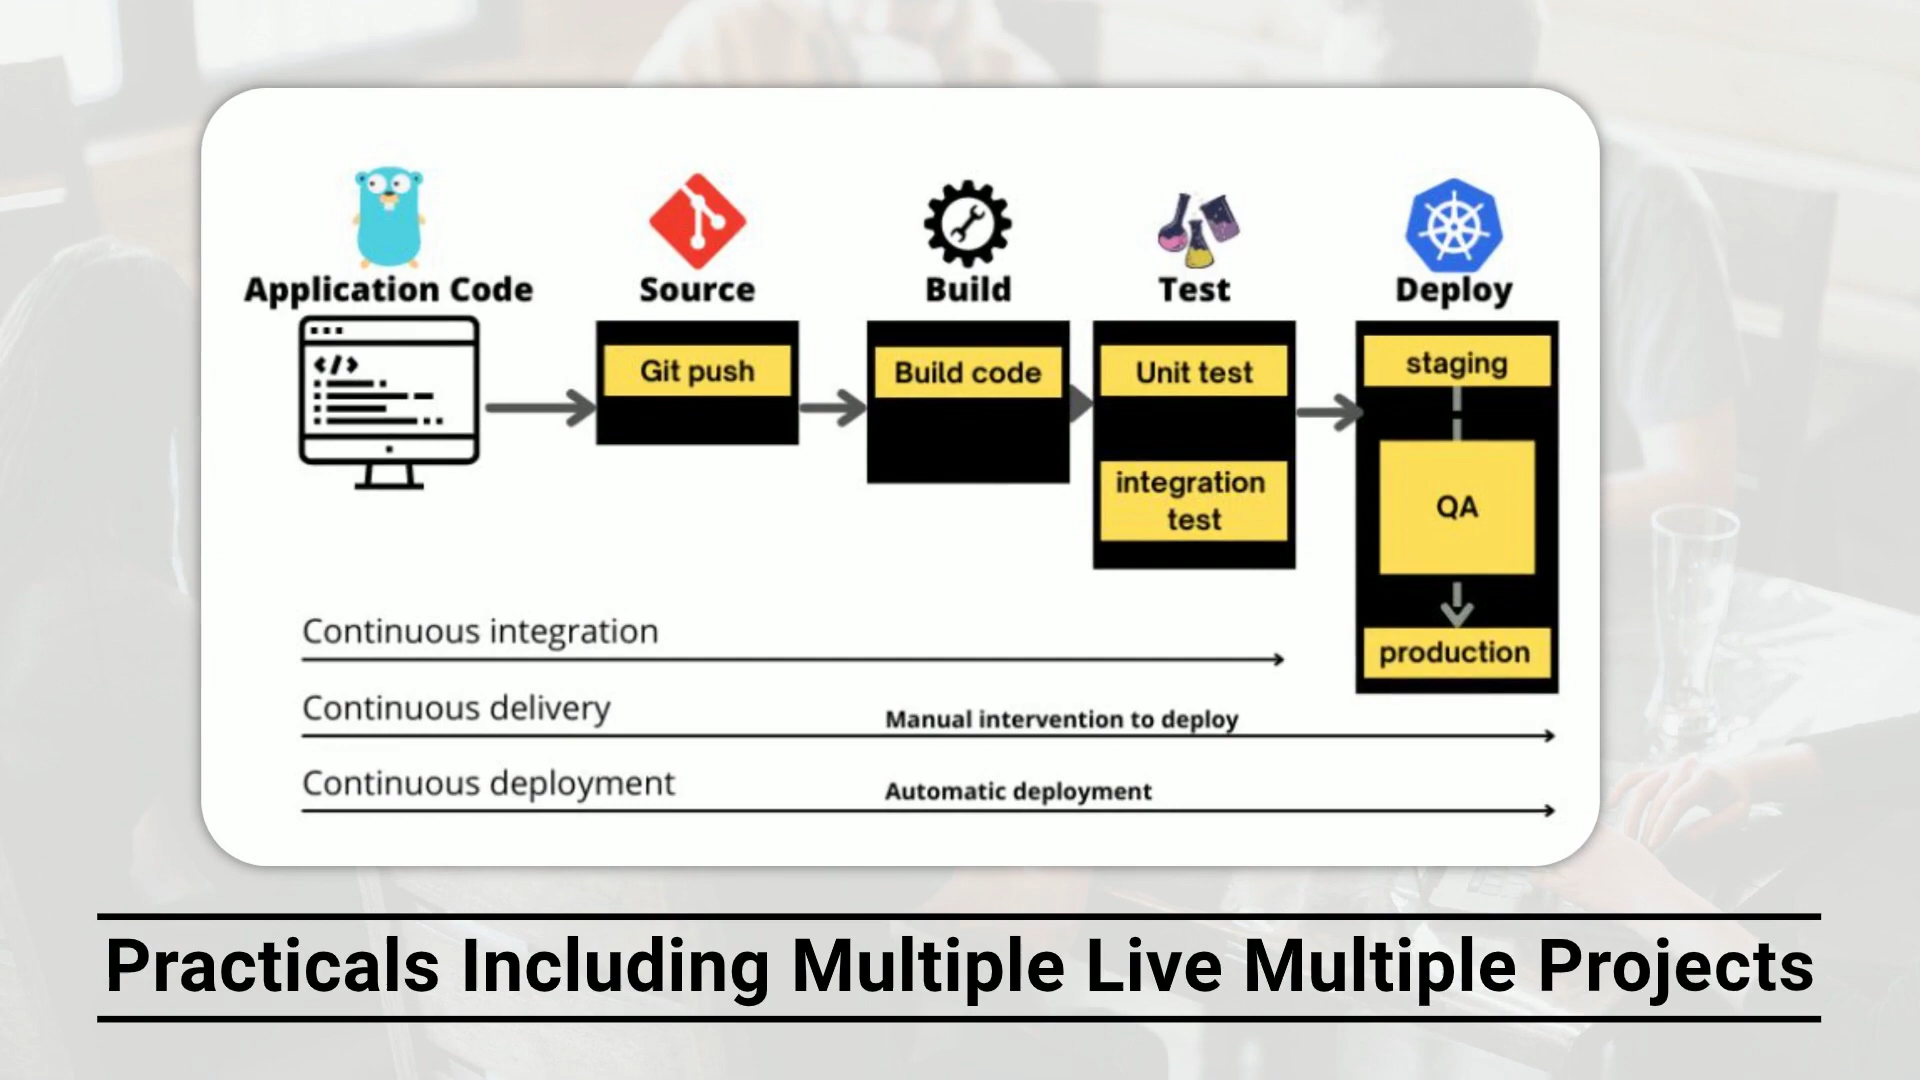 Application Code
Source
Build
Test
Deploy
</>
Git push
Build code
Unit test
integration
test
staging
QA
production
Continuous integration
Continuous delivery
Manual intervention to deploy
Continuous deployment
Automatic deployment
Practicals Including Multiple Live Multiple Projects